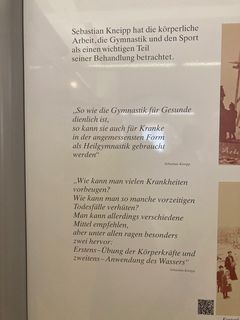 Sebastian Kneipp hat die körperliche
Arbeit, die Gymnastik und den Sport
als einen wichtigen Teil
seiner Behandlung betrachtet.
„So wie die Gymnastik für Gesunde
dienlich ist,
so kann sie auch für Kranke
in der angemessensten Form
als Heilgymnastik gebraucht
werden“
Sebastian Kneipp
„Wie kann man vielen Krankheiten
vorbeugen?
Wie kann man so manche vorzeitigen
Todesfälle verhüten?
Man kann allerdings verschiedene
Mittel empfehlen,
aber unter allen ragen besonders
zwei hervor:
Erstens–Übung der Körperkräfte und
zweitens–Anwendung des Wassers“
Sebastian Kneipp